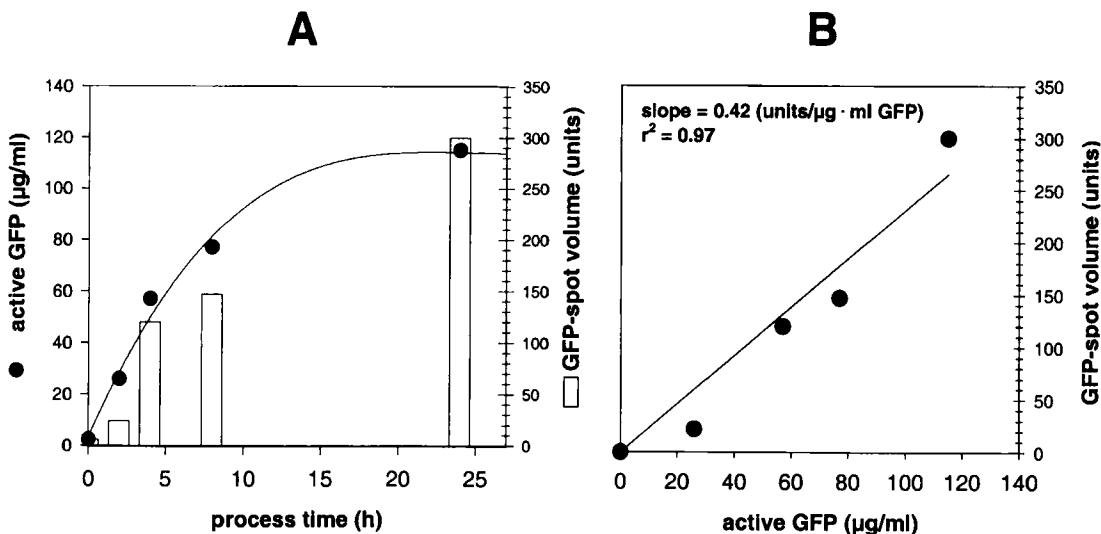 A
B
140
120
100
80
60
40
20
0
active GFP (µg/ml)
350
300
250
200
150
100
50
0
GFP-spot volume (units)
0 5 10 15 20 25
process time (h)
slope = 0.42 (units/µg · ml GFP)
r² = 0.97
350
300
250
200
150
100
50
0
GFP-spot volume (units)
0 20 40 60 80 100 120 140
active GFP (µg/ml)